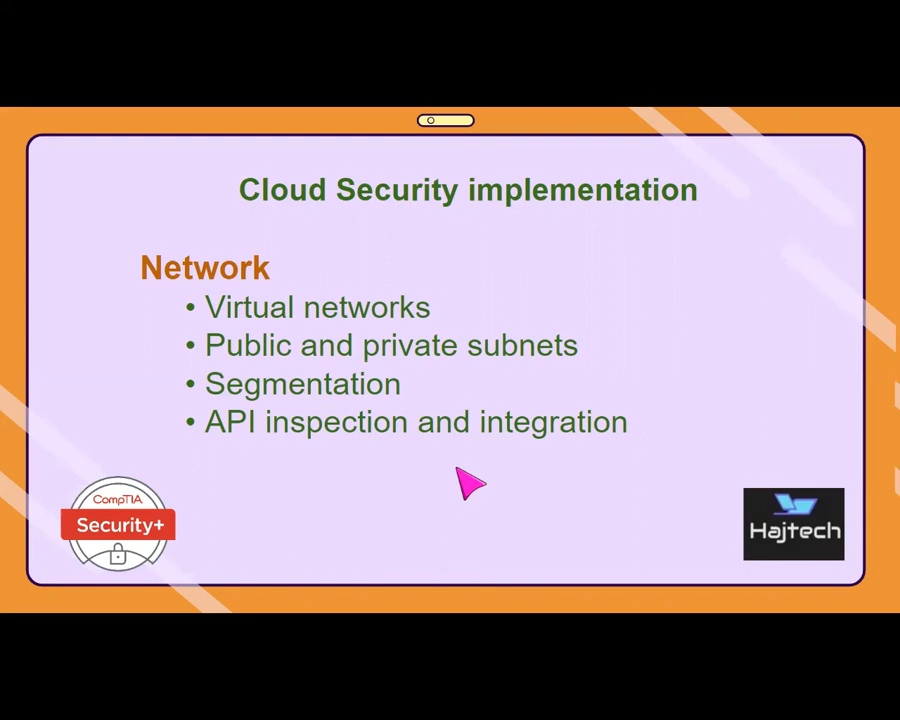 Cloud Security implementation
Network
• Virtual networks
• Public and private subnets
• Segmentation
• API inspection and integration
CompTIA
Security+
Hajtech